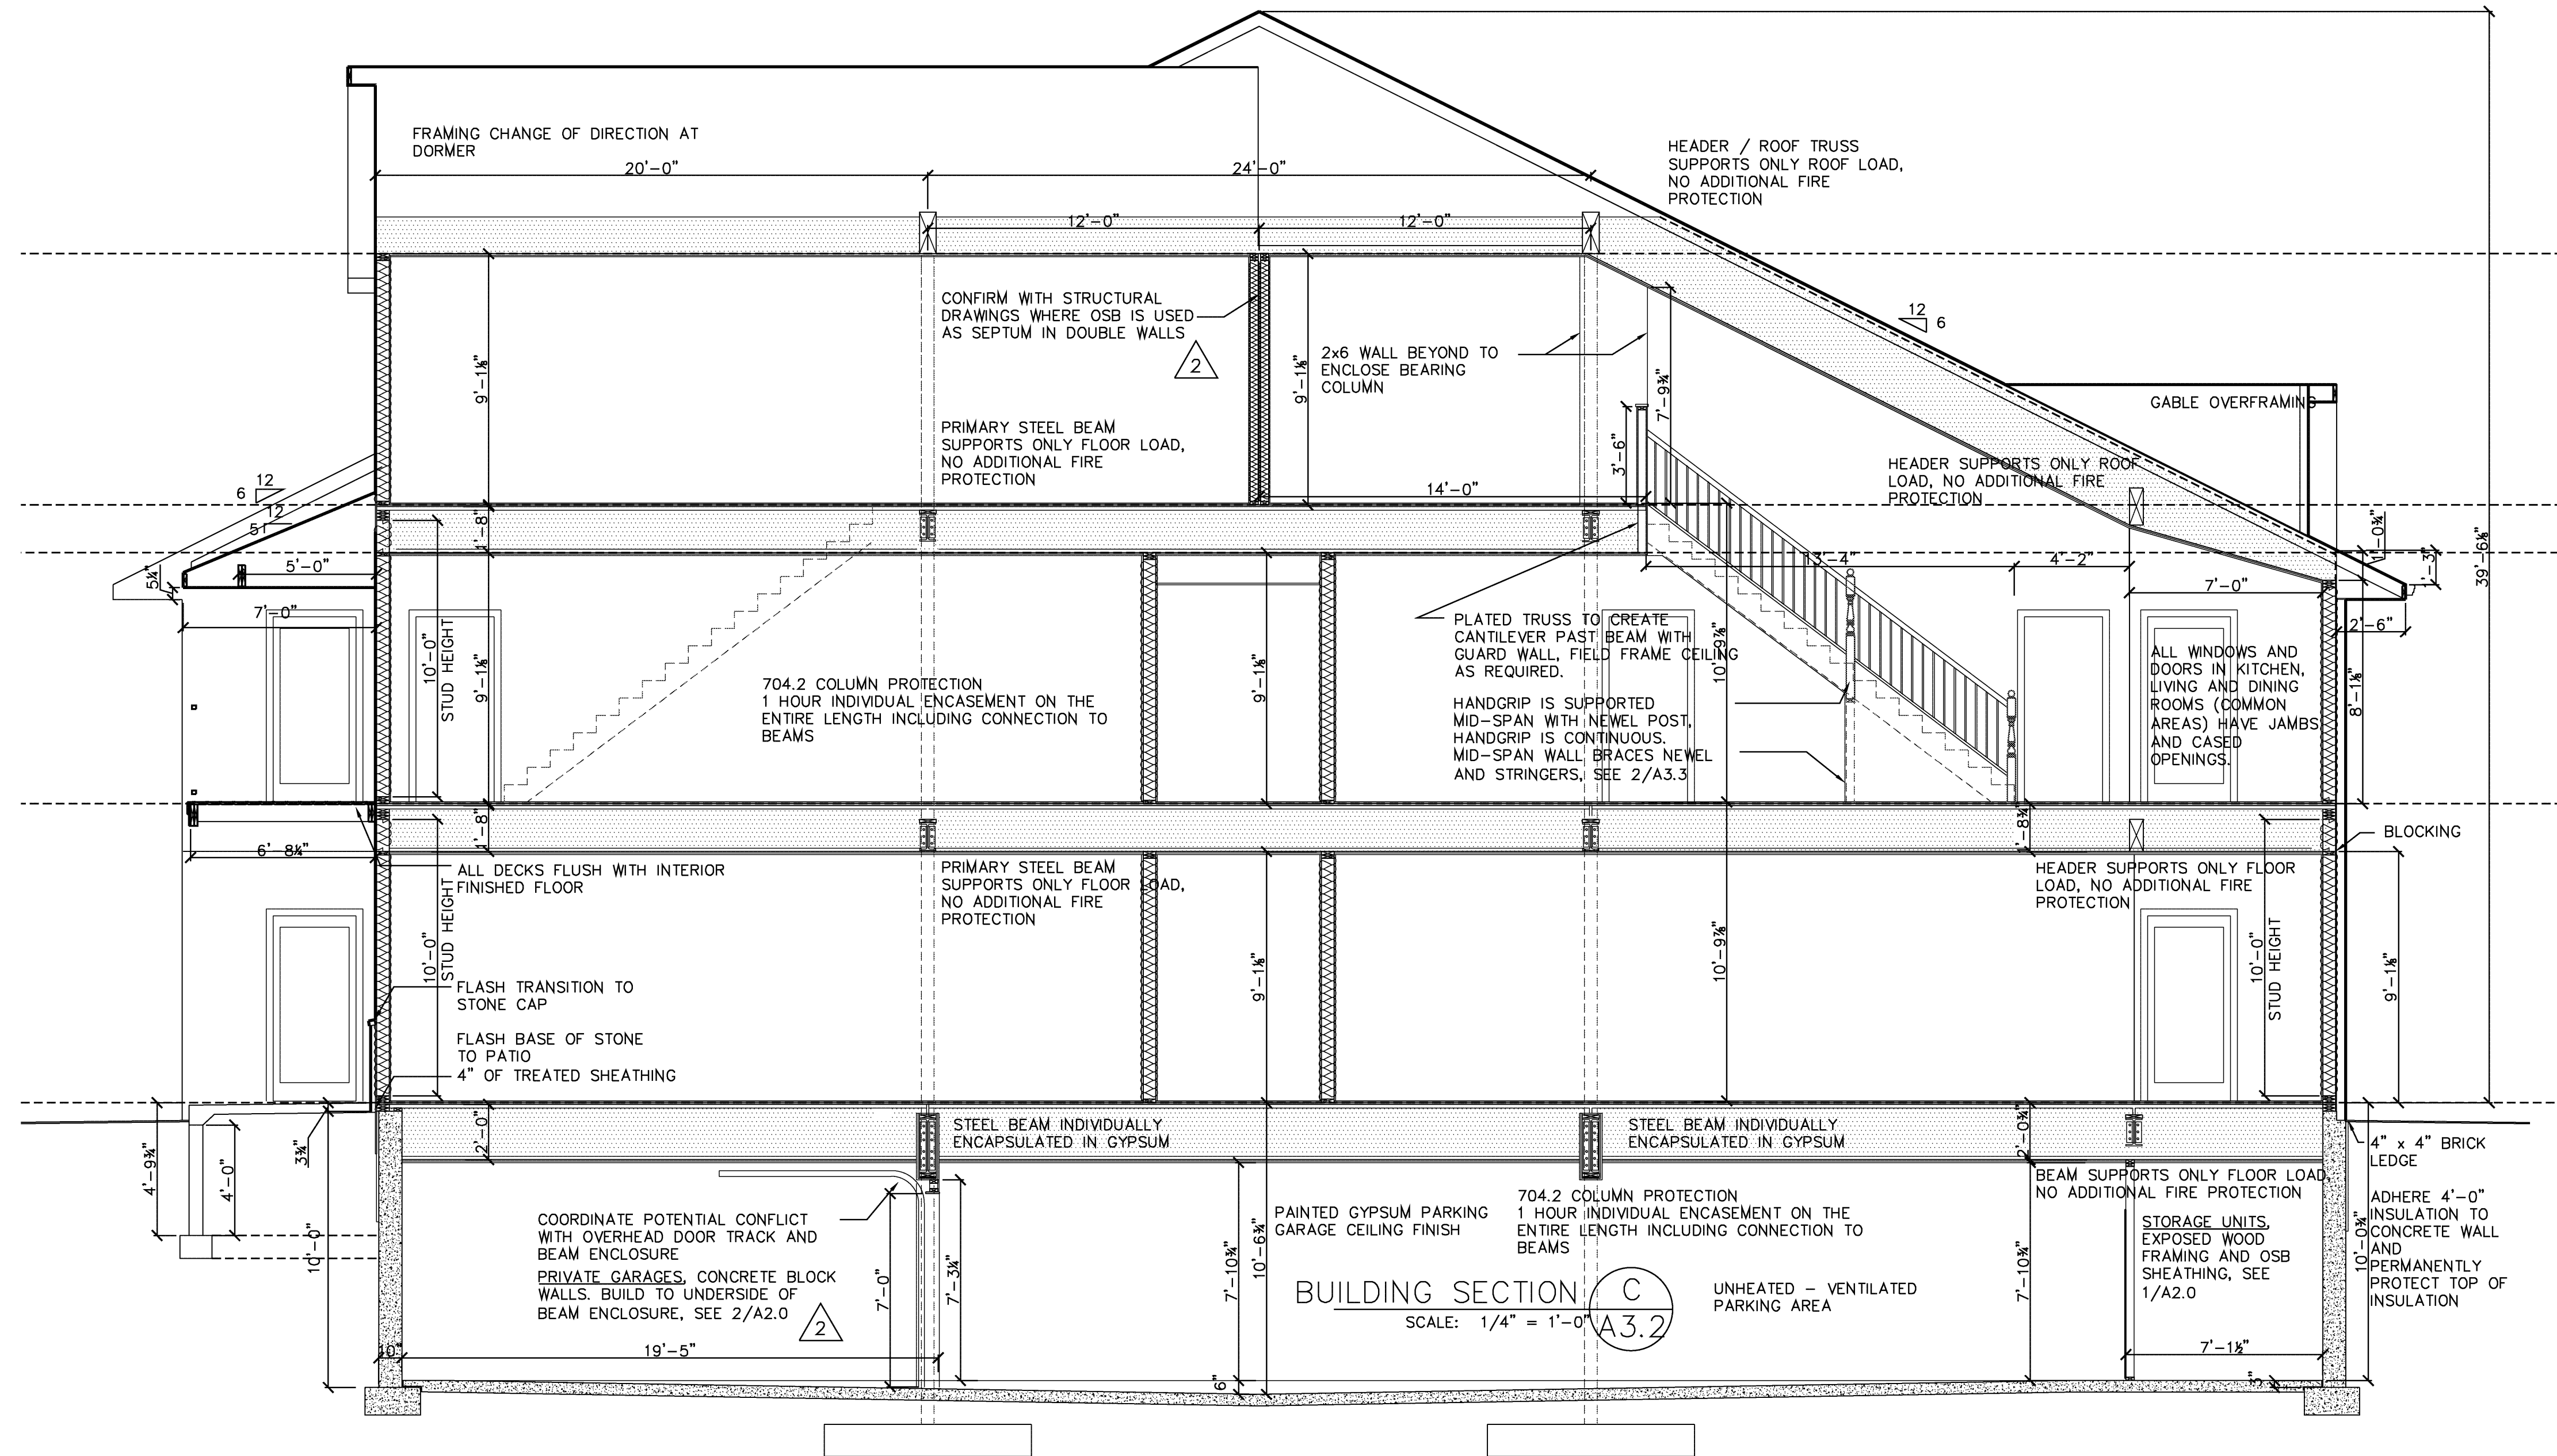 FRAMING CHANGE OF DIRECTION AT
DORMER
20'-0"
24'-0"
HEADER / ROOF TRUSS
SUPPORTS ONLY ROOF LOAD,
NO ADDITIONAL FIRE
PROTECTION
12'-0"
12'-0"
CONFIRM WITH STRUCTURAL
DRAWINGS WHERE OSB IS USED
AS SEPTUM IN DOUBLE WALLS
2
2x6 WALL BEYOND TO
ENCLOSE BEARING
COLUMN
12
6
9'-1⅛"
9'-1⅛"
7'-9¾"
3'-6"
GABLE OVERFRAMING
PRIMARY STEEL BEAM
SUPPORTS ONLY FLOOR LOAD,
NO ADDITIONAL FIRE
PROTECTION
HEADER SUPPORTS ONLY ROOF
LOAD, NO ADDITIONAL FIRE
PROTECTION
14'-0"
12
6
12
5
1'-8"
5'-0"
5¼"
7'-0"
13'-4"
4'-2"
7'-0"
1'-0¾"
1'-3"
39'-6½"
2'-6"
10'-0"
STUD HEIGHT
9'-1⅛"
9'-1⅛"
10'-9⅞"
8'-1⅛"
704.2 COLUMN PROTECTION
1 HOUR INDIVIDUAL ENCASEMENT ON THE
ENTIRE LENGTH INCLUDING CONNECTION TO
BEAMS
PLATED TRUSS TO CREATE
CANTILEVER PAST BEAM WITH
GUARD WALL, FIELD FRAME CEILING
AS REQUIRED.
HANDGRIP IS SUPPORTED
MID-SPAN WITH NEWEL POST,
HANDGRIP IS CONTINUOUS.
MID-SPAN WALL BRACES NEWEL
AND STRINGERS, SEE 2/A3.3
ALL WINDOWS AND
DOORS IN KITCHEN,
LIVING AND DINING
ROOMS (COMMON
AREAS) HAVE JAMBS
AND CASED
OPENINGS.
1'-8"
1'-8¾"
6'-8¼"
BLOCKING
ALL DECKS FLUSH WITH INTERIOR
FINISHED FLOOR
PRIMARY STEEL BEAM
SUPPORTS ONLY FLOOR LOAD,
NO ADDITIONAL FIRE
PROTECTION
HEADER SUPPORTS ONLY FLOOR
LOAD, NO ADDITIONAL FIRE
PROTECTION
10'-0"
STUD HEIGHT
9'-1⅛"
10'-9⅞"
10'-0"
STUD HEIGHT
9'-1⅛"
FLASH TRANSITION TO
STONE CAP
FLASH BASE OF STONE
TO PATIO
4" OF TREATED SHEATHING
2'-0"
STEEL BEAM INDIVIDUALLY
ENCAPSULATED IN GYPSUM
STEEL BEAM INDIVIDUALLY
ENCAPSULATED IN GYPSUM
2'-0¾"
4" x 4" BRICK
LEDGE
4'-9¾"
4'-0"
3¾"
10'-0"
BEAM SUPPORTS ONLY FLOOR LOAD,
NO ADDITIONAL FIRE PROTECTION
COORDINATE POTENTIAL CONFLICT
WITH OVERHEAD DOOR TRACK AND
BEAM ENCLOSURE
PRIVATE GARAGES, CONCRETE BLOCK
WALLS. BUILD TO UNDERSIDE OF
BEAM ENCLOSURE, SEE 2/A2.0
2
7'-0"
7'-3¼"
7'-10¾"
10'-6¾"
PAINTED GYPSUM PARKING
GARAGE CEILING FINISH
704.2 COLUMN PROTECTION
1 HOUR INDIVIDUAL ENCASEMENT ON THE
ENTIRE LENGTH INCLUDING CONNECTION TO
BEAMS
BUILDING SECTION
SCALE: 1/4" = 1'-0"
C
A3.2
UNHEATED - VENTILATED
PARKING AREA
7'-10¾"
STORAGE UNITS,
EXPOSED WOOD
FRAMING AND OSB
SHEATHING, SEE
1/A2.0
10'-0¾"
ADHERE 4'-0"
INSULATION TO
CONCRETE WALL
AND
PERMANENTLY
PROTECT TOP OF
INSULATION
10"
19'-5"
7'-1½"
6"
3"